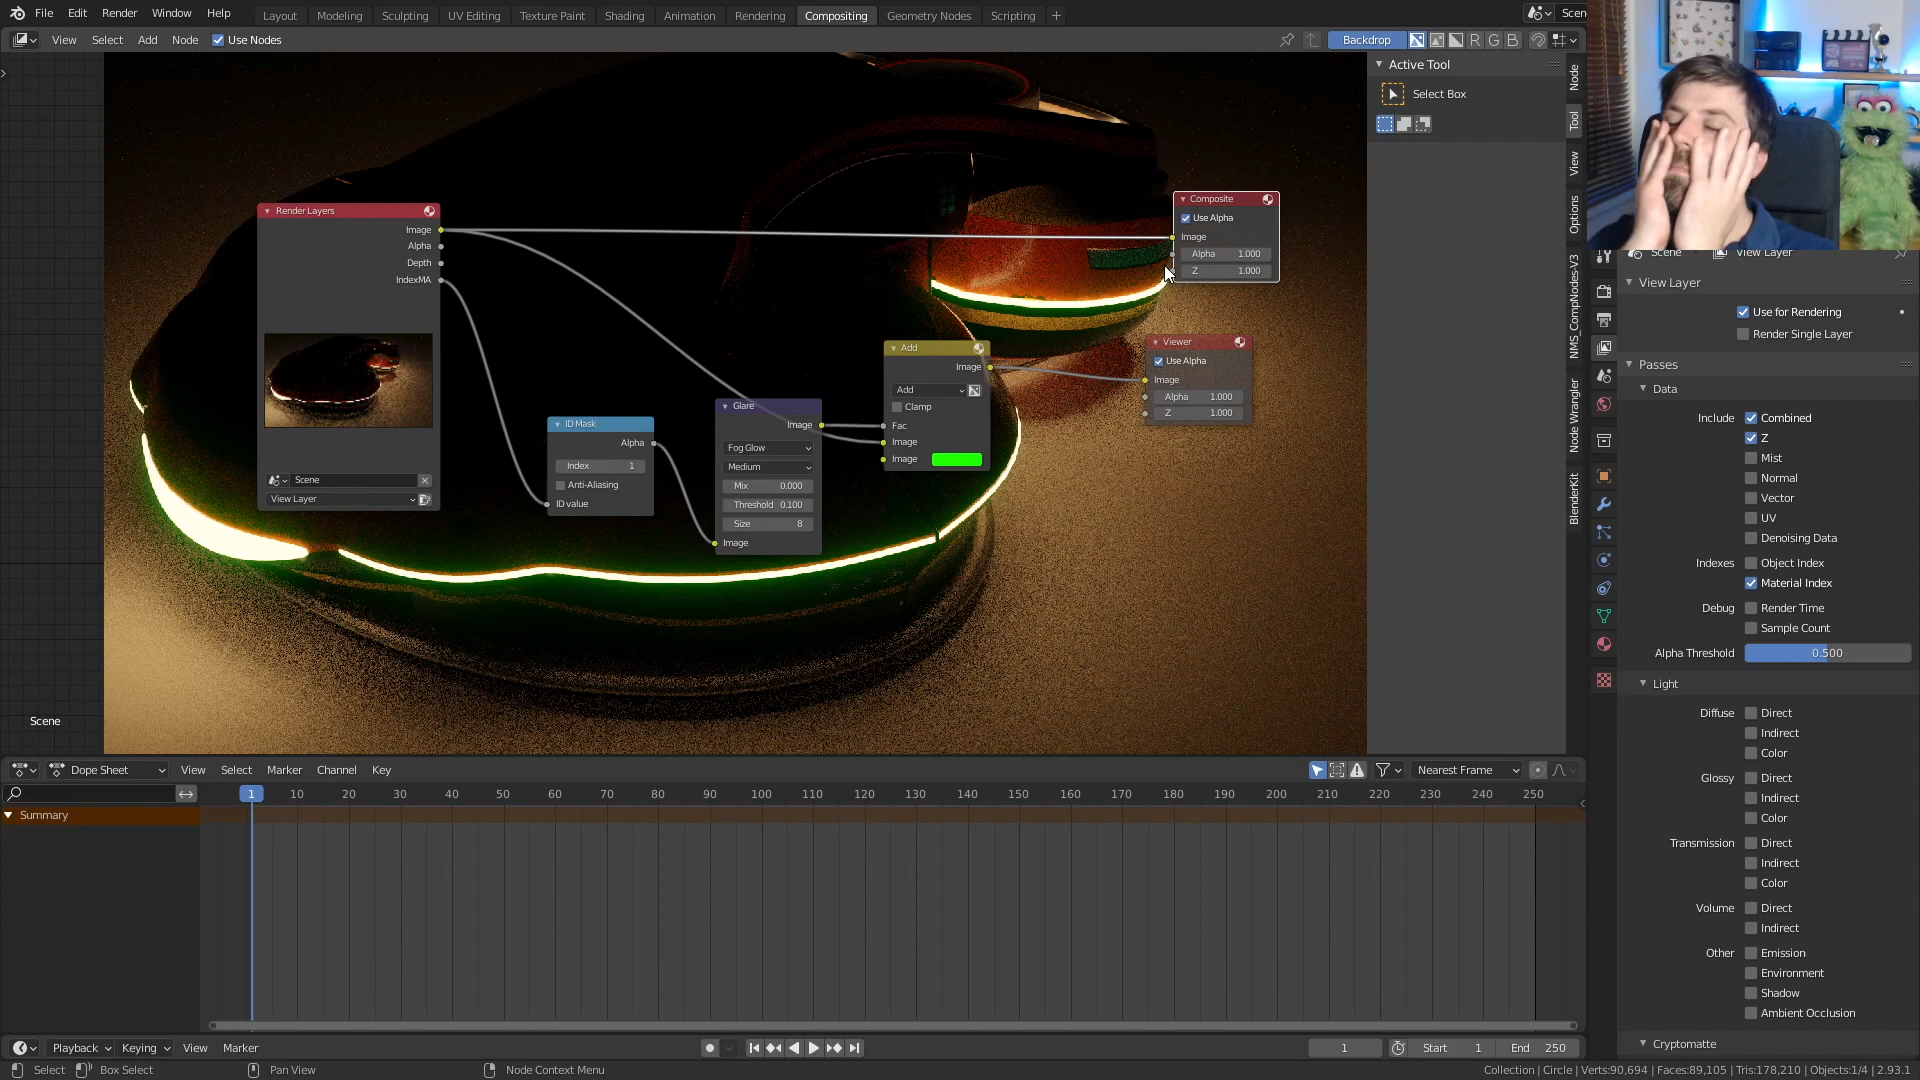 File Edit Render Window Help Layout Modeling Sculpting UV Editing Texture Paint Shading Animation Rendering Compositing Geometry Nodes Scripting + Scen
View Select Add Node Use Nodes Backdrop R G B
Active Tool
Select Box
Node
Tool
View
Options
NMS_CompNodes-V3
Node Wrangler
BlenderKit
Render Layers
Image
Alpha
Depth
IndexMA
Scene
View Layer
ID Mask
Alpha
Index 1
Anti-Aliasing
ID value
Glare
Image
Fog Glow
Medium
Mix 0.000
Threshold 0.100
Size 8
Image
Add
Image
Add
Clamp
Fac
Image
Image
Composite
Use Alpha
Image
Alpha 1.000
Z 1.000
Viewer
Use Alpha
Image
Alpha 1.000
Z 1.000
Scene
Scene View Layer
View Layer
Use for Rendering
Render Single Layer
Passes
Data
Include Combined
Z
Mist
Normal
Vector
UV
Denoising Data
Indexes Object Index
Material Index
Debug Render Time
Sample Count
Alpha Threshold 0.500
Light
Diffuse Direct
Indirect
Color
Glossy Direct
Indirect
Color
Transmission Direct
Indirect
Color
Volume Direct
Indirect
Other Emission
Environment
Shadow
Ambient Occlusion
Cryptomatte
Dope Sheet View Select Marker Channel Key Nearest Frame
1 10 20 30 40 50 60 70 80 90 100 110 120 130 140 150 160 170 180 190 200 210 220 230 240 250
Summary
Playback Keying View Marker 1 Start 1 End 250
Select Box Select Pan View Node Context Menu Collection | Circle | Verts:90,694 | Faces:89,105 | Tris:178,210 | Objects:1/4 | 2.93.1